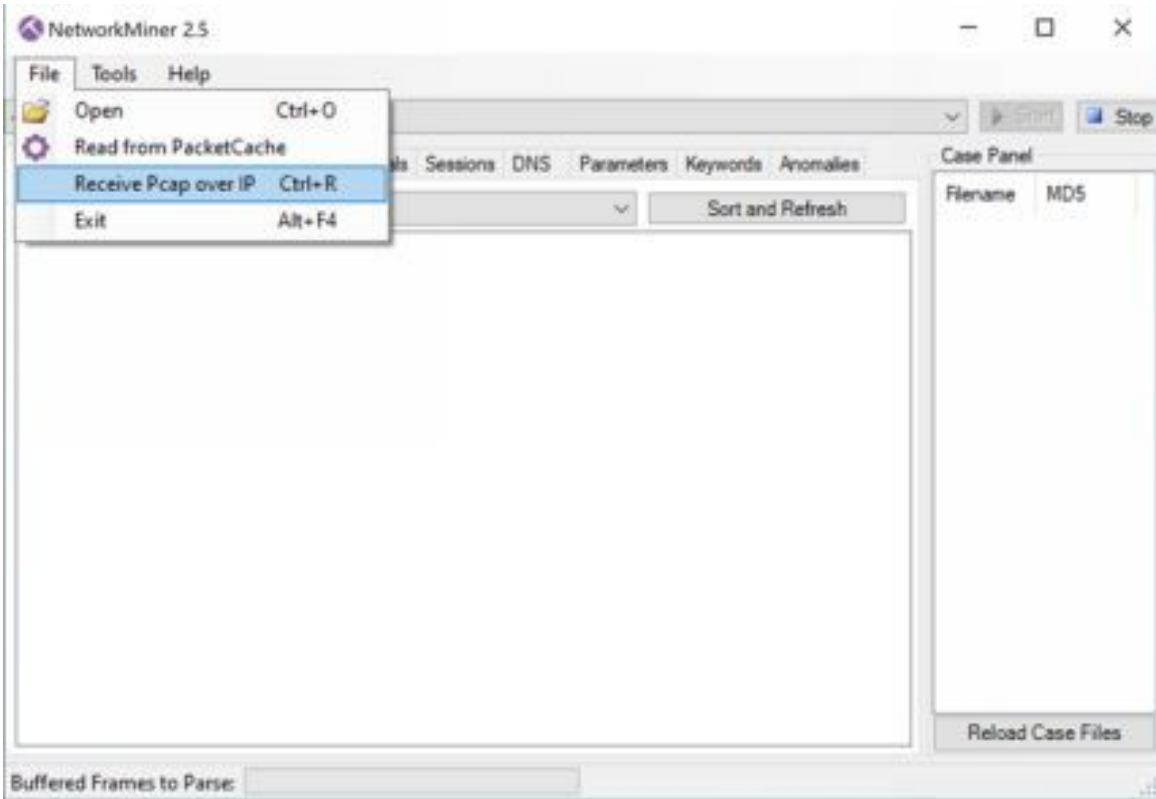 NetworkMiner 2.5
File Tools Help
Open Ctrl+O
Read from PacketCache
Receive Pcap over IP Ctrl+R
Exit Alt+F4
Start Stop
Sessions DNS Parameters Keywords Anomalies
Sort and Refresh
Case Panel
Filename MD5
Reload Case Files
Buffered Frames to Parse: